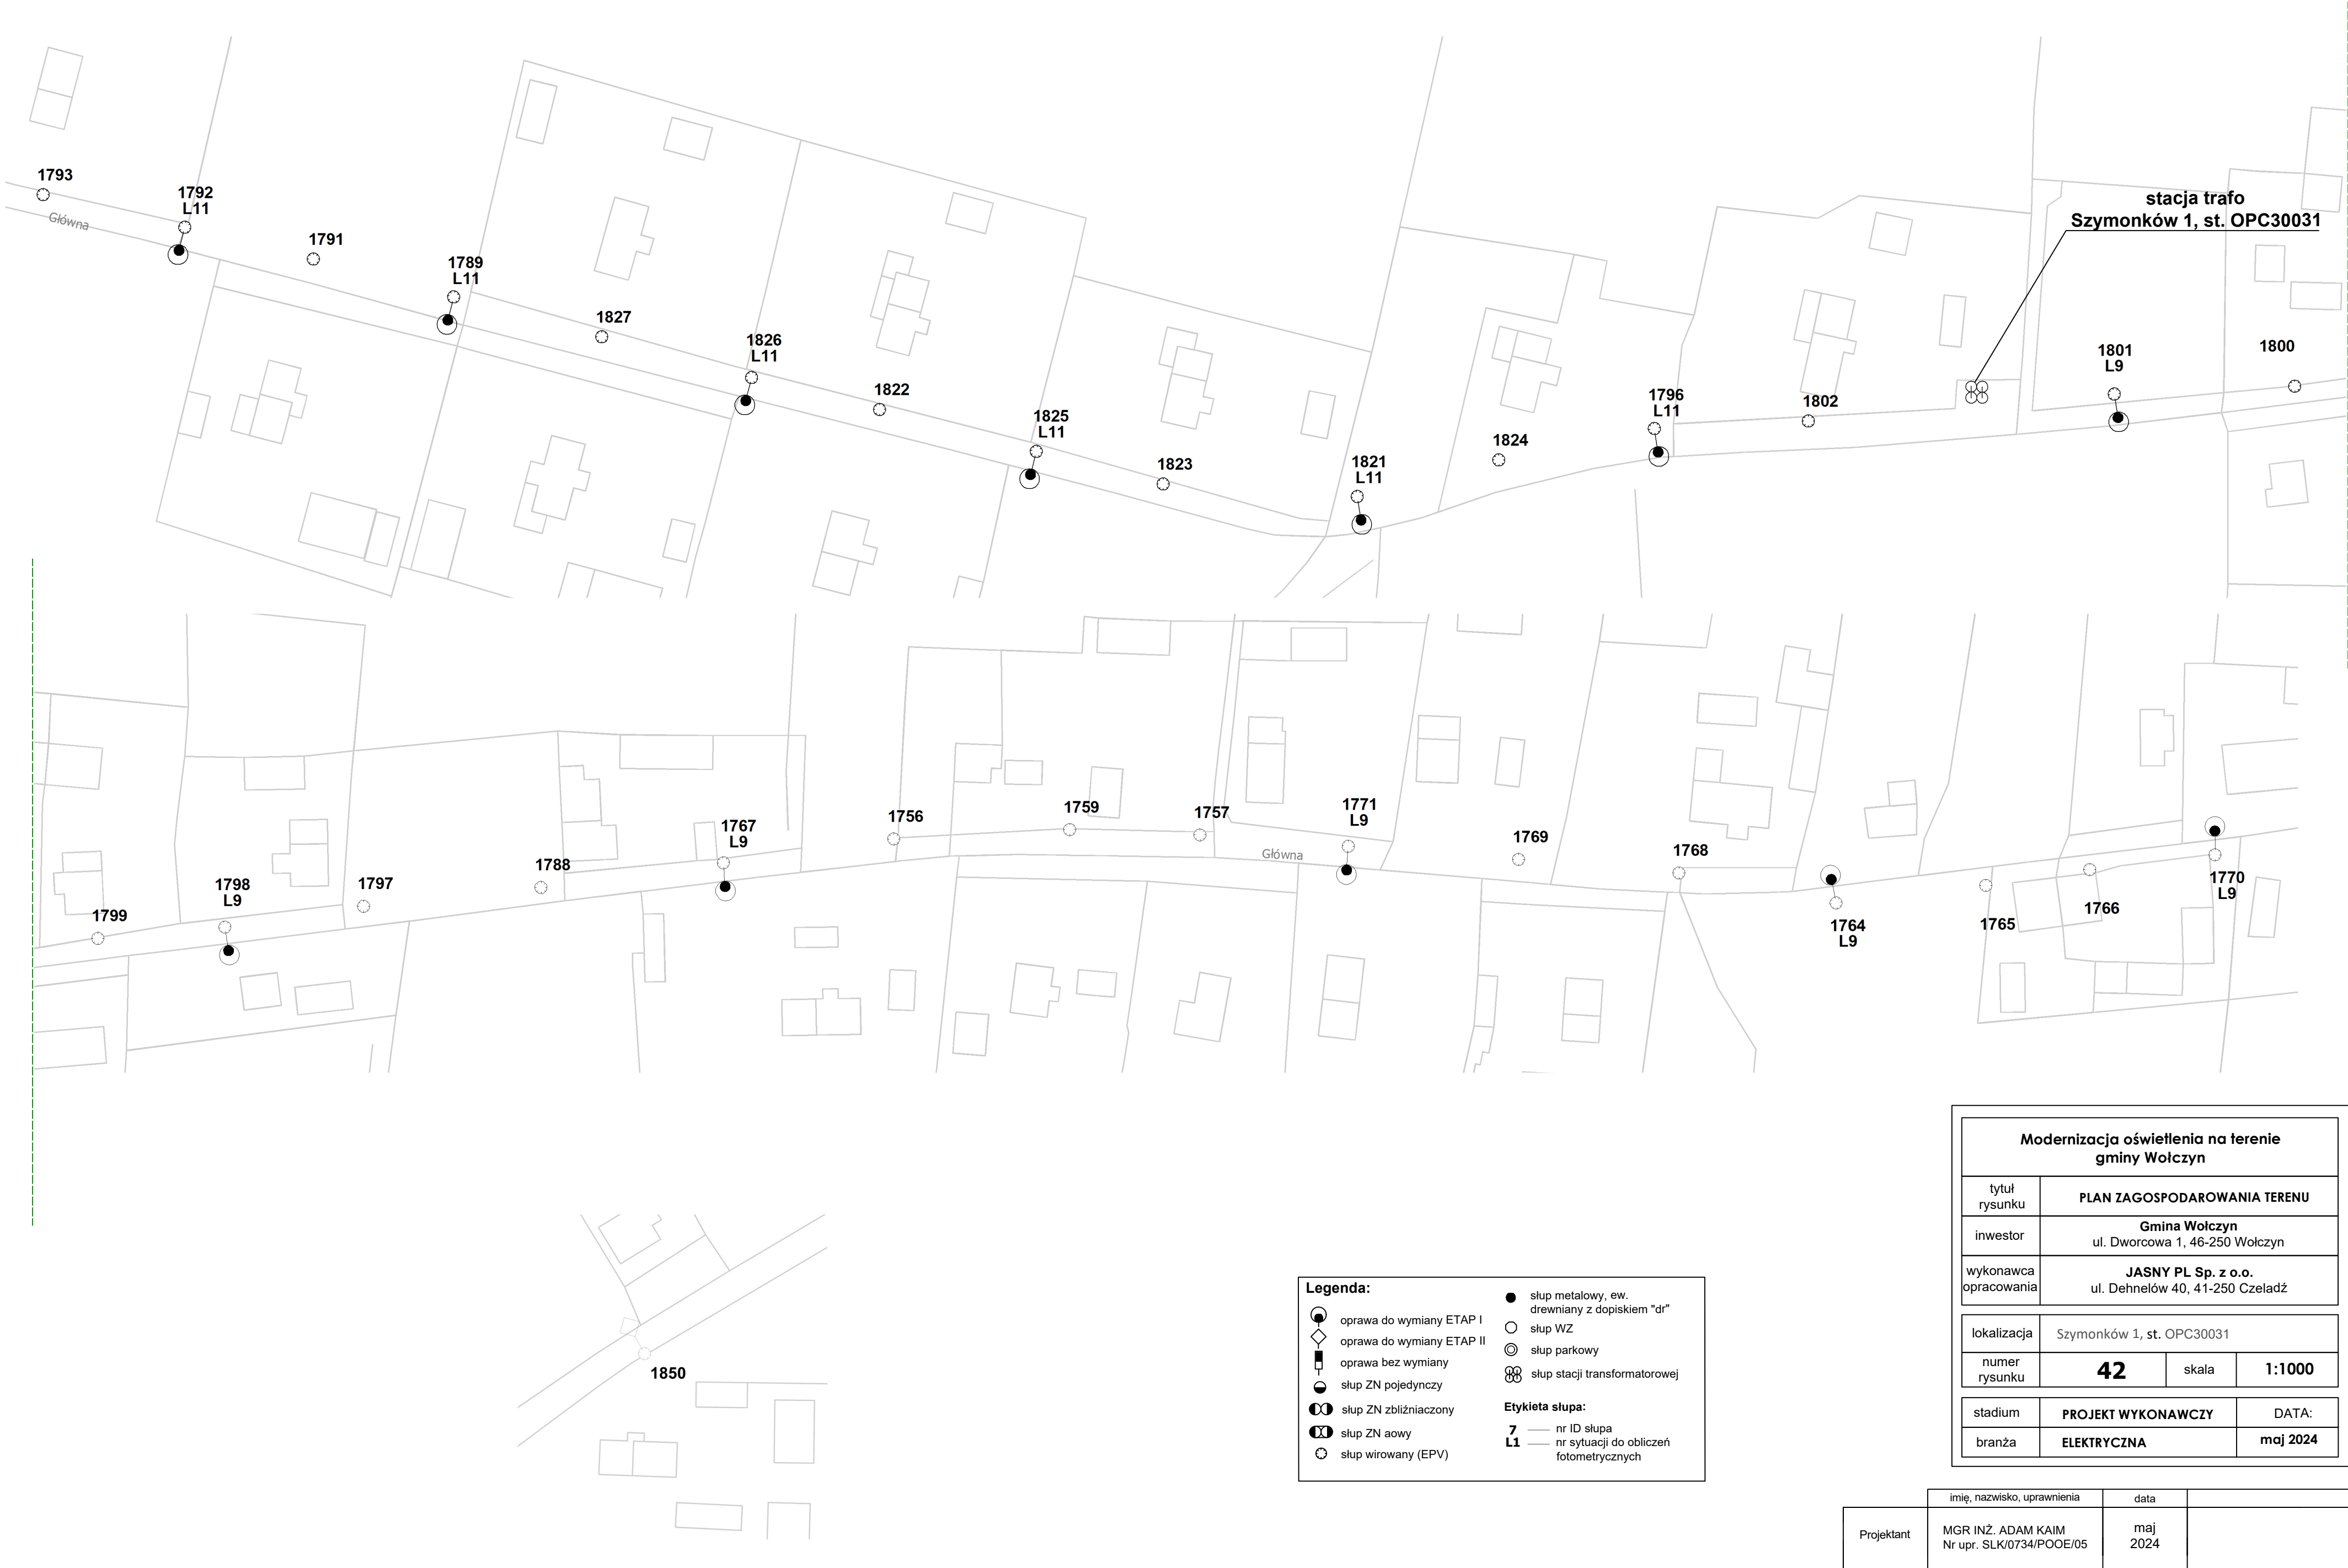 1793
1792
L11
Główna
1791
1789
L11
1827
1826
L11
1822
1825
L11
1823
1821
L11
1824
1796
L11
1802
stacja trafo
Szymonków 1, st. OPC30031
1801
L9
1800
1799
1798
L9
1797
1788
1767
L9
1756
1759
1757
Główna
1771
L9
1769
1768
1764
L9
1765
1766
1770
L9
1850
Legenda:
oprawa do wymiany ETAP I
oprawa do wymiany ETAP II
oprawa bez wymiany
słup ZN pojedynczy
słup ZN zbliźniaczony
słup ZN aowy
słup wirowany (EPV)
słup metalowy, ew.
drewniany z dopiskiem "dr"
słup WZ
słup parkowy
słup stacji transformatorowej
Etykieta słupa:
7 nr ID słupa
L1 nr sytuacji do obliczeń
fotometrycznych
Modernizacja oświetlenia na terenie
gminy Wołczyn
tytuł
rysunku
PLAN ZAGOSPODAROWANIA TERENU
inwestor
Gmina Wołczyn
ul. Dworcowa 1, 46-250 Wołczyn
wykonawca
opracowania
JASNY PL Sp. z o.o.
ul. Dehnelów 40, 41-250 Czeladź
lokalizacja
Szymonków 1, st. OPC30031
numer
rysunku
42
skala
1:1000
stadium
PROJEKT WYKONAWCZY
DATA:
branża
ELEKTRYCZNA
maj 2024
imię, nazwisko, uprawnienia
data
Projektant
MGR INŻ. ADAM KAIM
Nr upr. SLK/0734/POOE/05
maj
2024